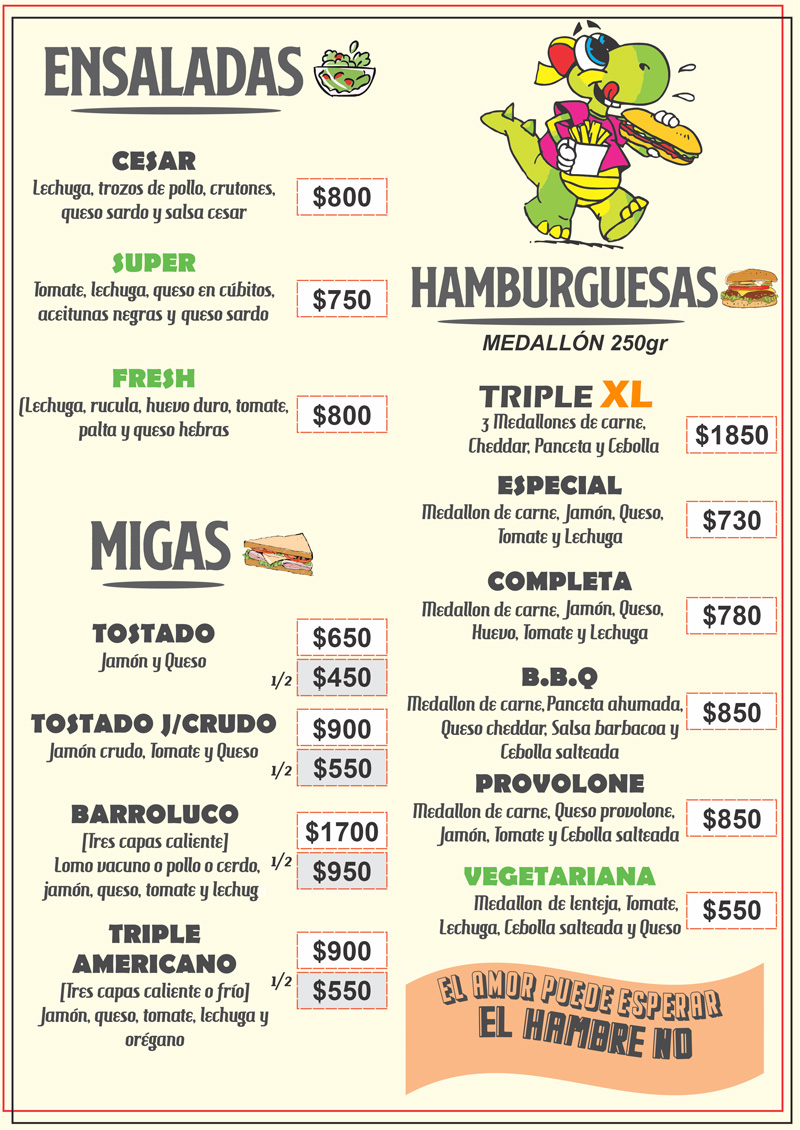 ENSALADAS
CESAR
Lechuga, trozos de pollo, crutones,
queso sardo y salsa cesar
$800
SUPER
Tomate, lechuga, queso en cúbitos,
aceitunas negras y queso sardo
$750
FRESH
(Lechuga, rucula, huevo duro, tomate,
palta y queso hebras
$800
MIGAS
TOSTADO
Jamón y Queso
$650
1/2 $450
TOSTADO J/CRUDO
Jamón crudo, Tomate y Queso
$900
1/2 $550
BARROLUCO
[Tres capas caliente]
Lomo vacuno o pollo o cerdo,
jamón, queso, tomate y lechug
$1700
1/2 $950
TRIPLE
AMERICANO
[Tres capas caliente o frío]
Jamón, queso, tomate, lechuga y
orégano
$900
1/2 $550
HAMBURGUESAS
MEDALLÓN 250gr
TRIPLE XL
3 Medallones de carne,
Cheddar, Panceta y Cebolla
$1850
ESPECIAL
Medallon de carne, Jamón, Queso,
Tomate y Lechuga
$730
COMPLETA
Medallon de carne, Jamón, Queso,
Huevo, Tomate y Lechuga
$780
B.B.Q
Medallon de carne,Panceta ahumada,
Queso cheddar, Salsa barbacoa y
Cebolla salteada
$850
PROVOLONE
Medallon de carne, Queso provolone,
Jamón, Tomate y Cebolla salteada
$850
VEGETARIANA
Medallon de lenteja, Tomate,
Lechuga, Cebolla salteada y Queso
$550
EL AMOR PUEDE ESPERAR
EL HAMBRE NO